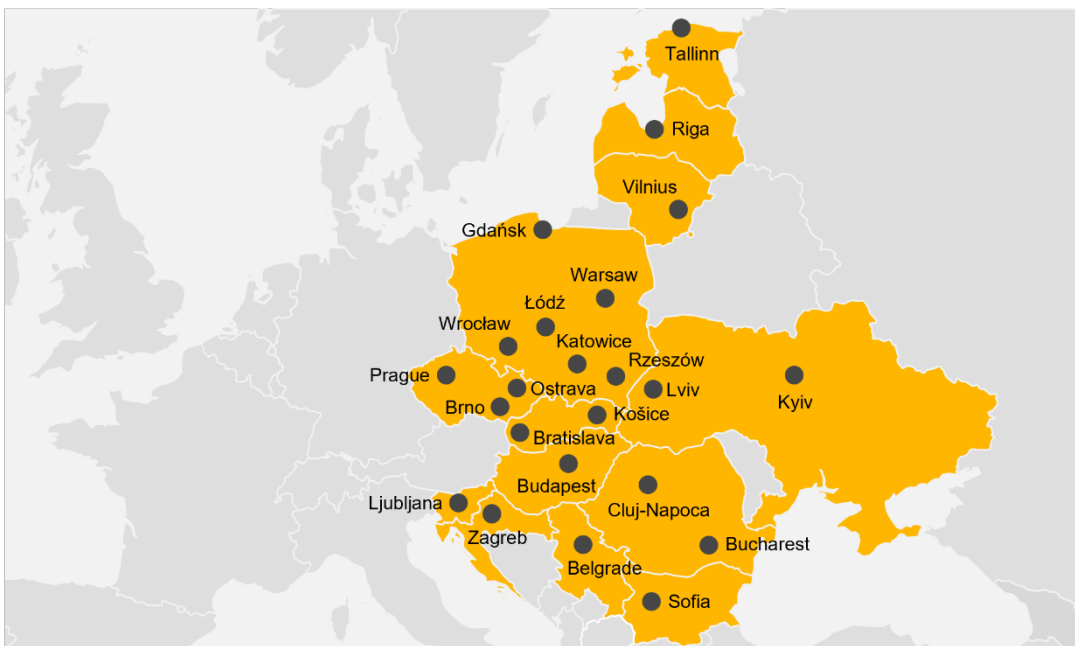 Tallinn
Riga
Vilnius
Gdańsk
Warsaw
Łódź
Wrocław
Katowice
Rzeszów
Prague
Ostrava
Lviv
Kyiv
Brno
Košice
Bratislava
Budapest
Ljubljana
Cluj-Napoca
Zagreb
Bucharest
Belgrade
Sofia